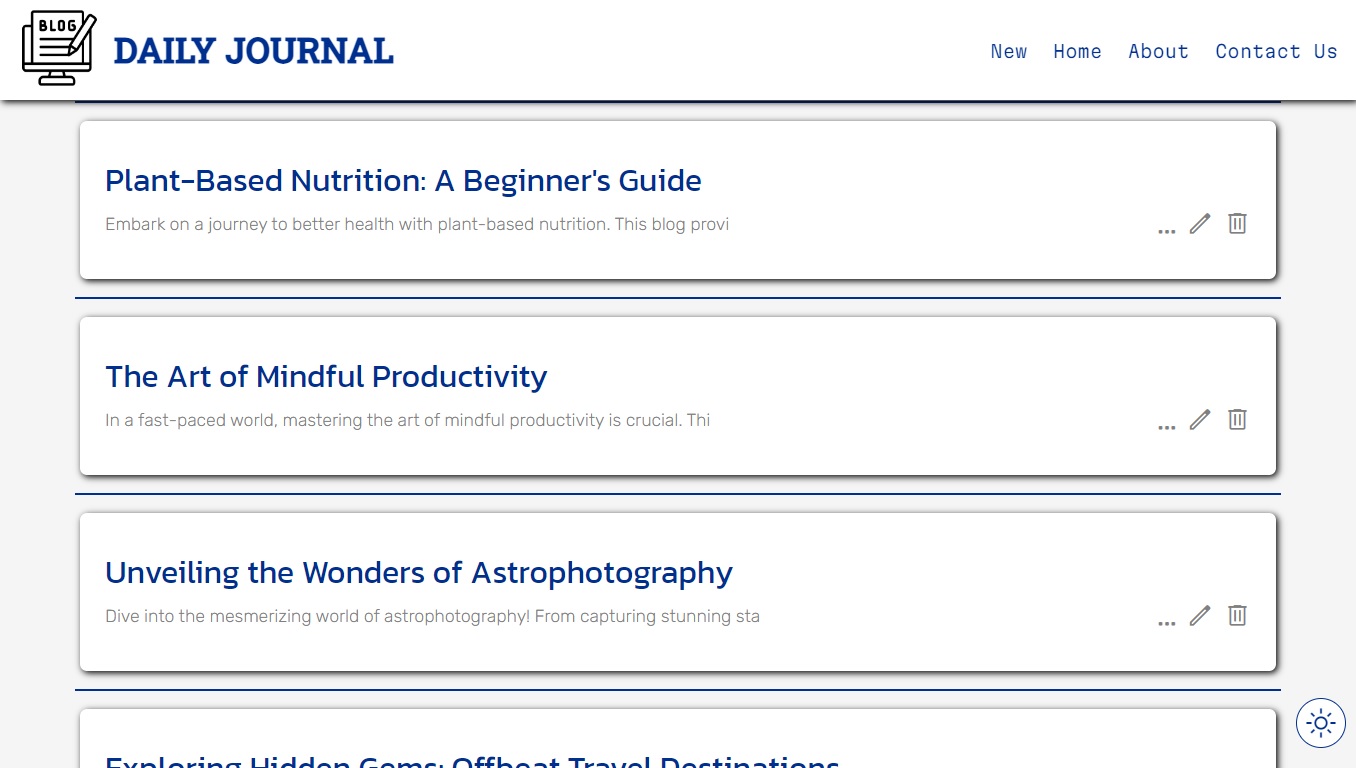 BLOG
DAILY JOURNAL
New Home About Contact Us
Plant-Based Nutrition: A Beginner's Guide
Embark on a journey to better health with plant-based nutrition. This blog provi
...
The Art of Mindful Productivity
In a fast-paced world, mastering the art of mindful productivity is crucial. Thi
...
Unveiling the Wonders of Astrophotography
Dive into the mesmerizing world of astrophotography! From capturing stunning sta
...
Exploring Hidden Gems: Offbeat Travel Destinations